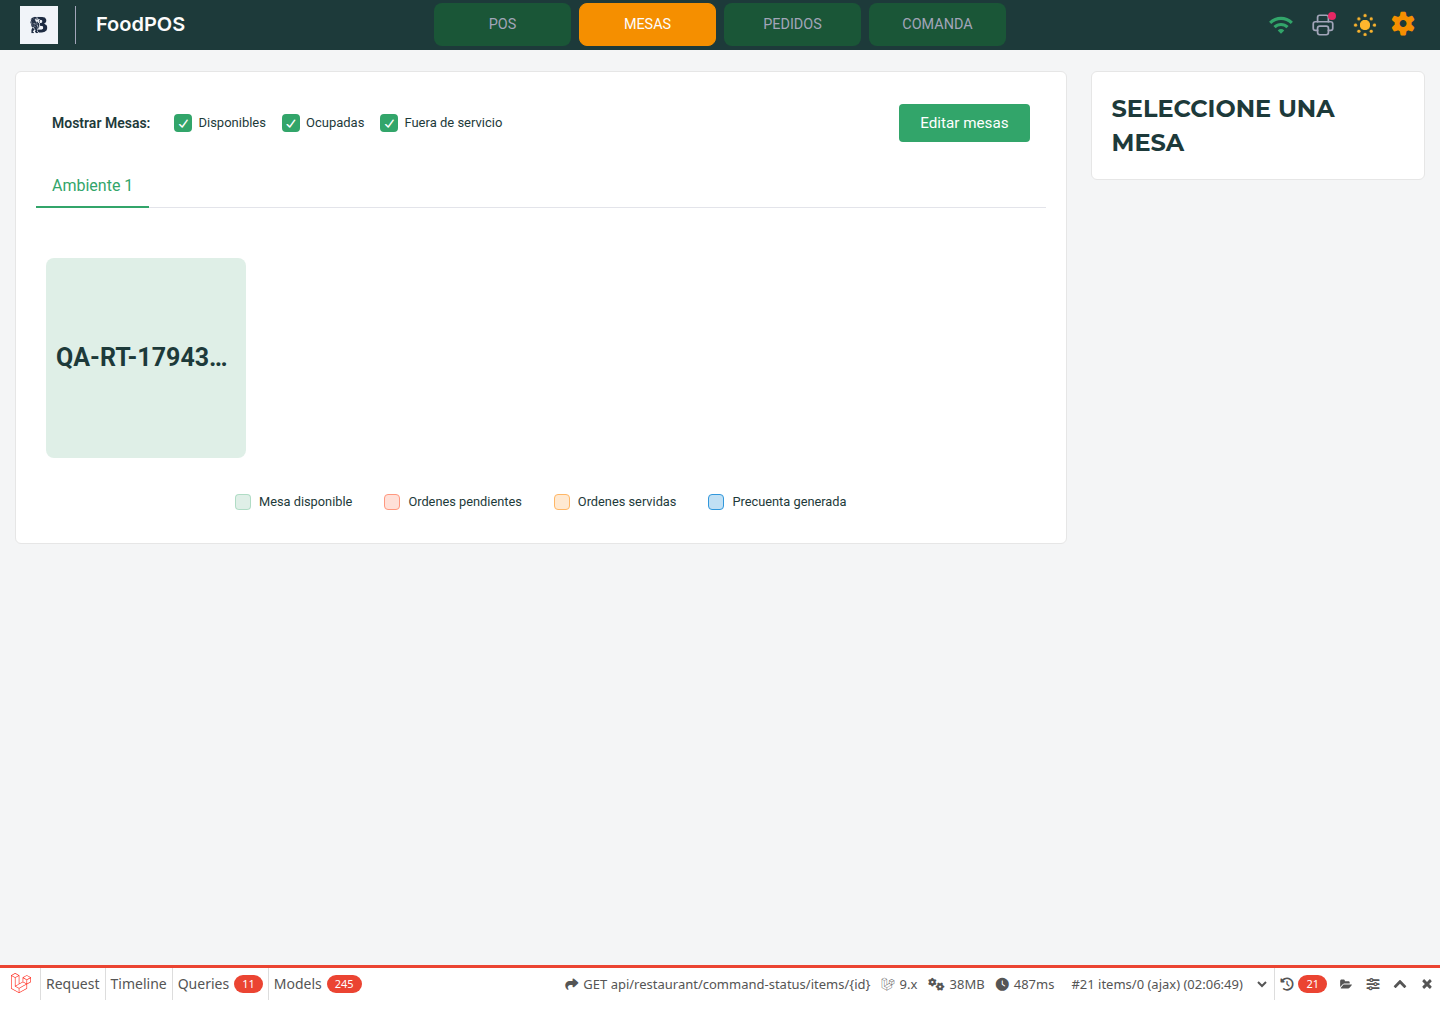 B
FoodPOS
POS
MESAS
PEDIDOS
COMANDA
Mostrar Mesas:
Disponibles
Ocupadas
Fuera de servicio
Editar mesas
SELECCIONE UNA
MESA
Ambiente 1
QA-RT-17943...
Mesa disponible
Ordenes pendientes
Ordenes servidas
Precuenta generada
Request
Timeline
Queries 11
Models 245
GET api/restaurant/command-status/items/{id}
9.x
38MB
487ms
#21 items/0 (ajax) (02:06:49)
21